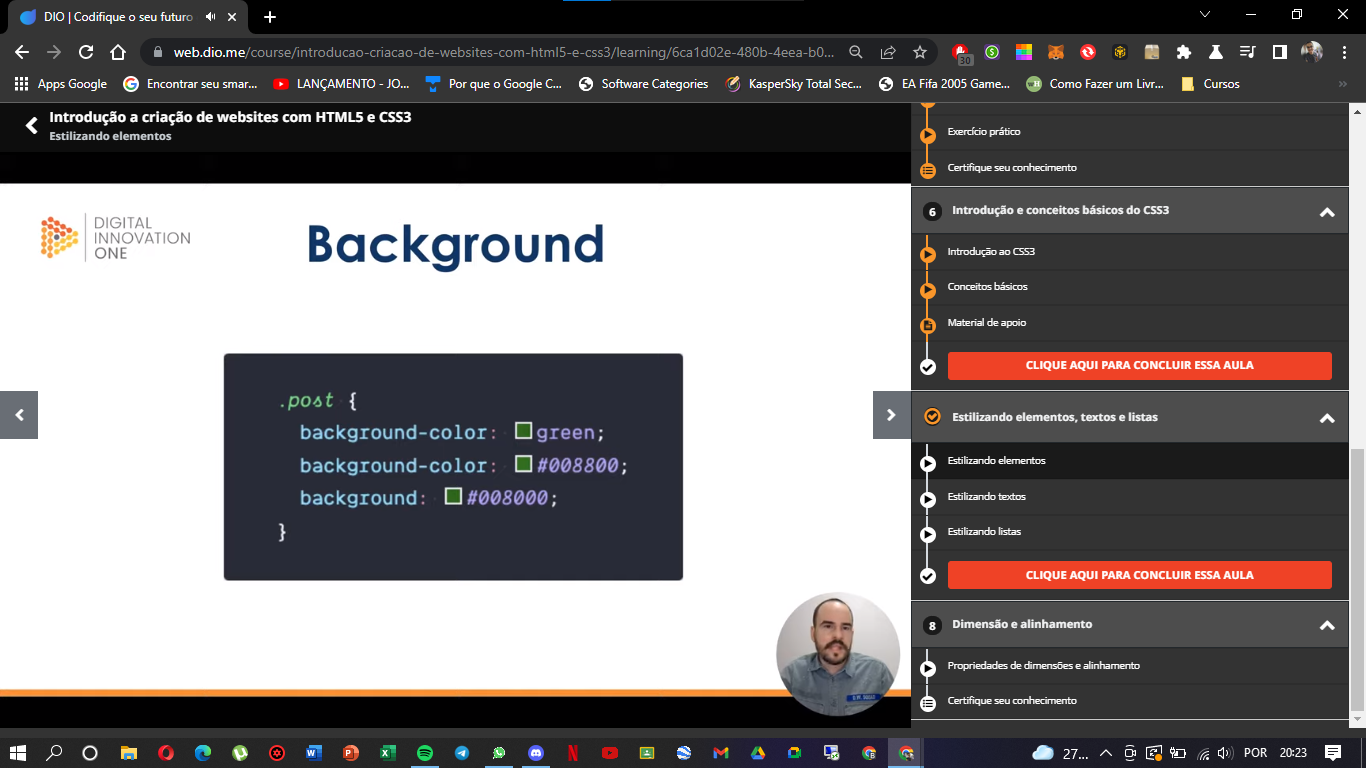 DIO | Codifique o seu futuro
web.dio.me/course/introducao-criacao-de-websites-com-html5-e-css3/learning/6ca1d02e-480b-4eea-b0...
30
Apps Google
Encontrar seu smar...
LANÇAMENTO - JO...
Por que o Google C...
Software Categories
KasperSky Total Sec...
EA Fifa 2005 Game...
Como Fazer um Livr...
Cursos
»
Introdução a criação de websites com HTML5 e CSS3
Estilizando elementos
DIGITAL
INNOVATION
ONE
Background
.post {
background-color: green;
background-color: #008800;
background: #008000;
}
Exercício prático
Certifique seu conhecimento
6 Introdução e conceitos básicos do CSS3
Introdução ao CSS3
Conceitos básicos
Material de apoio
CLIQUE AQUI PARA CONCLUIR ESSA AULA
Estilizando elementos, textos e listas
Estilizando elementos
Estilizando textos
Estilizando listas
CLIQUE AQUI PARA CONCLUIR ESSA AULA
8 Dimensão e alinhamento
Propriedades de dimensões e alinhamento
Certifique seu conhecimento
27...
POR
20:23